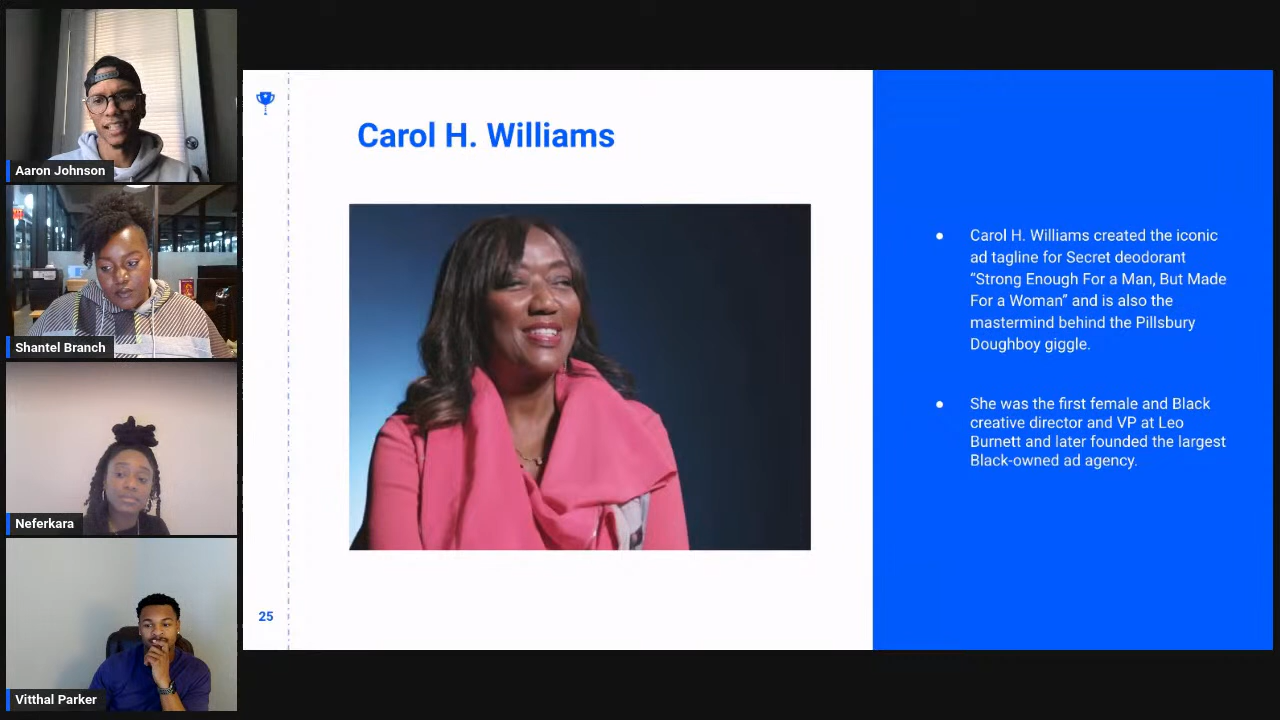 Aaron Johnson
Shantel Branch
Neferkara
Vitthal Parker
Carol H. Williams
25
● Carol H. Williams created the iconic
ad tagline for Secret deodorant
“Strong Enough For a Man, But Made
For a Woman” and is also the
mastermind behind the Pillsbury
Doughboy giggle.
● She was the first female and Black
creative director and VP at Leo
Burnett and later founded the largest
Black-owned ad agency.